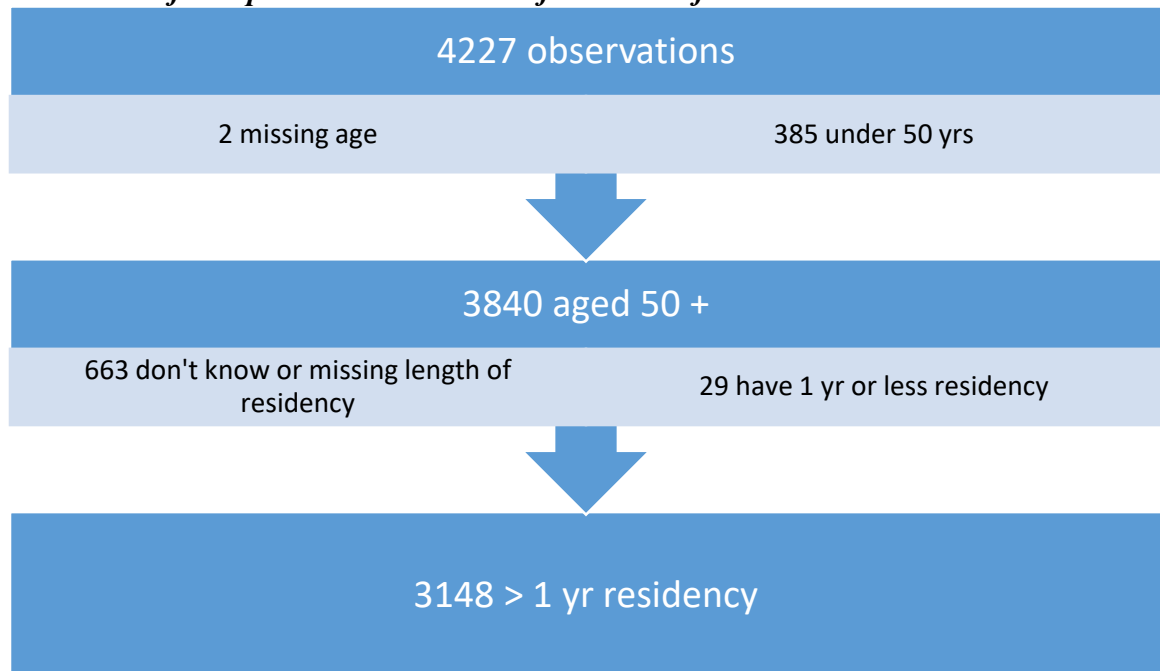 4227 observations
2 missing age
385 under 50 yrs
3840 aged 50 +
663 don't know or missing length of
residency
29 have 1 yr or less residency
3148 > 1 yr residency